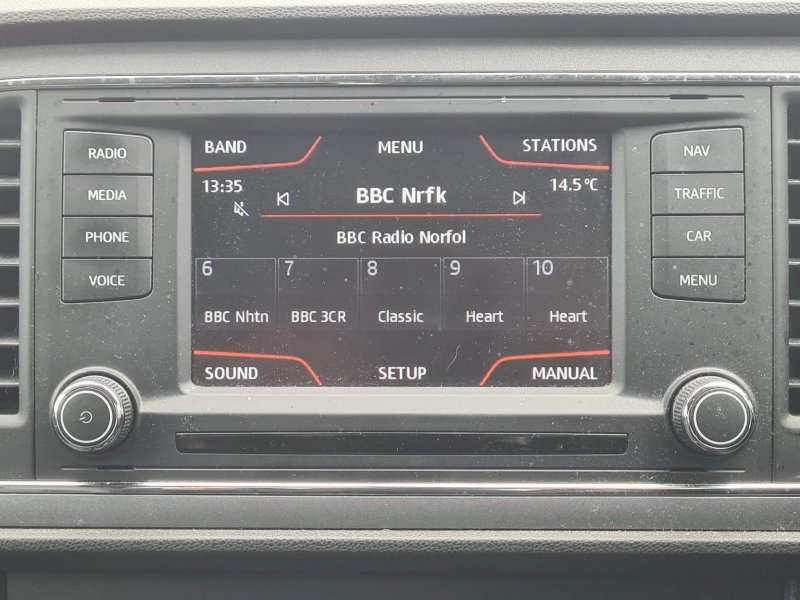 BAND MENU STATIONS
RADIO
MEDIA
PHONE
VOICE
13:35
BBC Nrfk
14.5°C
BBC Radio Norfol
6 7 8 9 10
BBC Nhtn BBC 3CR Classic Heart Heart
SOUND SETUP MANUAL
NAV
TRAFFIC
CAR
MENU